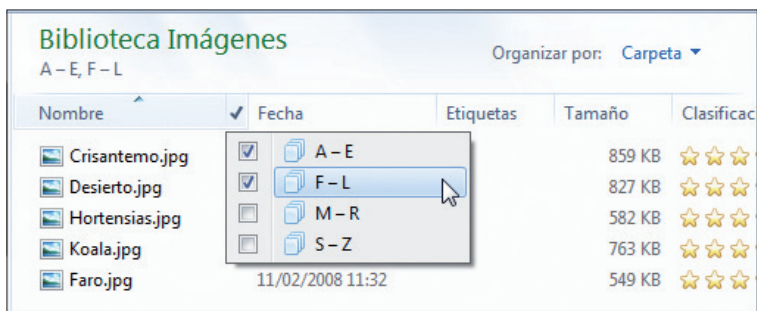 Biblioteca Imágenes
A – E, F – L
Organizar por: Carpeta
Nombre Fecha Etiquetas Tamaño Clasificac
Crisantemo.jpg A – E 859 KB
Desierto.jpg F – L 827 KB
Hortensias.jpg M – R 582 KB
Koala.jpg S – Z 763 KB
Faro.jpg 11/02/2008 11:32 549 KB